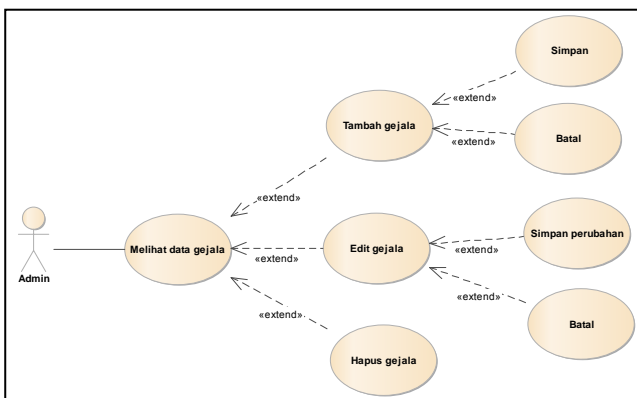 Simpan
«extend»
Tambah gejala
«extend»
Batal
«extend»
Simpan perubahan
Melihat data gejala
«extend»
Edit gejala
«extend»
Admin
«extend»
Batal
«extend»
Hapus gejala